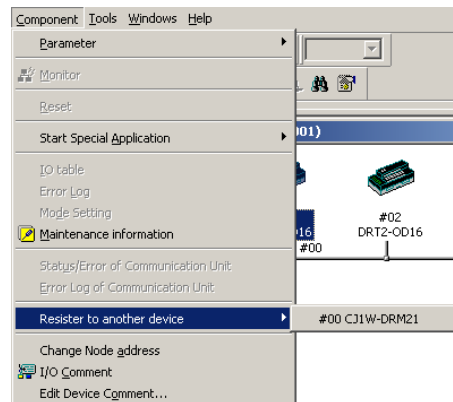 Component Tools Windows Help
Parameter
Monitor
Reset
001)
Start Special Application
IO table
Error Log
Mode Setting
Maintenance information
16
#00
#02
DRT2-OD16
Status/Error of Communication Unit
Error Log of Communication Unit
Resister to another device
#00 CJ1W-DRM21
Change Node address
I/O Comment
Edit Device Comment...